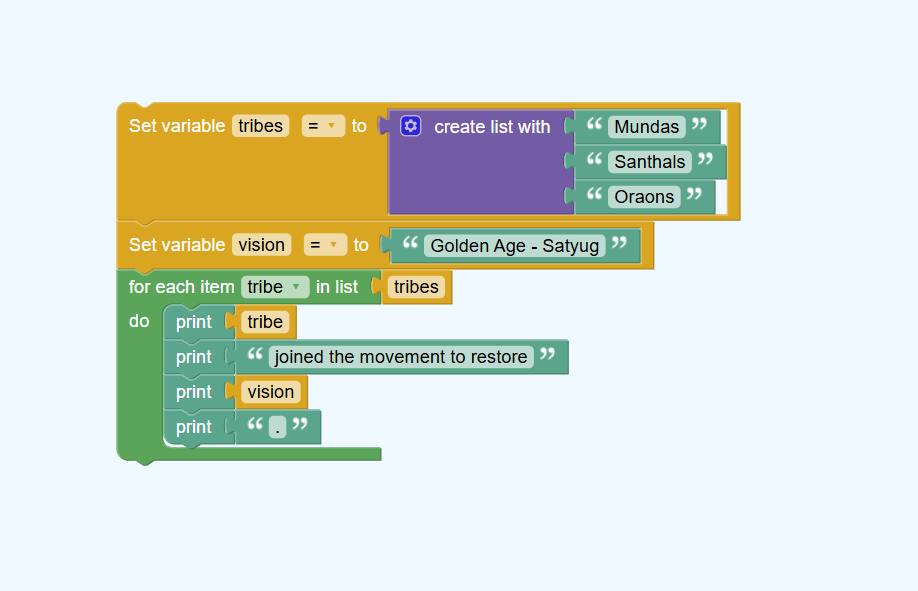 Set variable tribes = to create list with “ Mundas ”
“ Santhals ”
“ Oraons ”
Set variable vision = to “ Golden Age - Satyug ”
for each item tribe in list tribes
do print tribe
print “ joined the movement to restore ”
print vision
print “ . ”